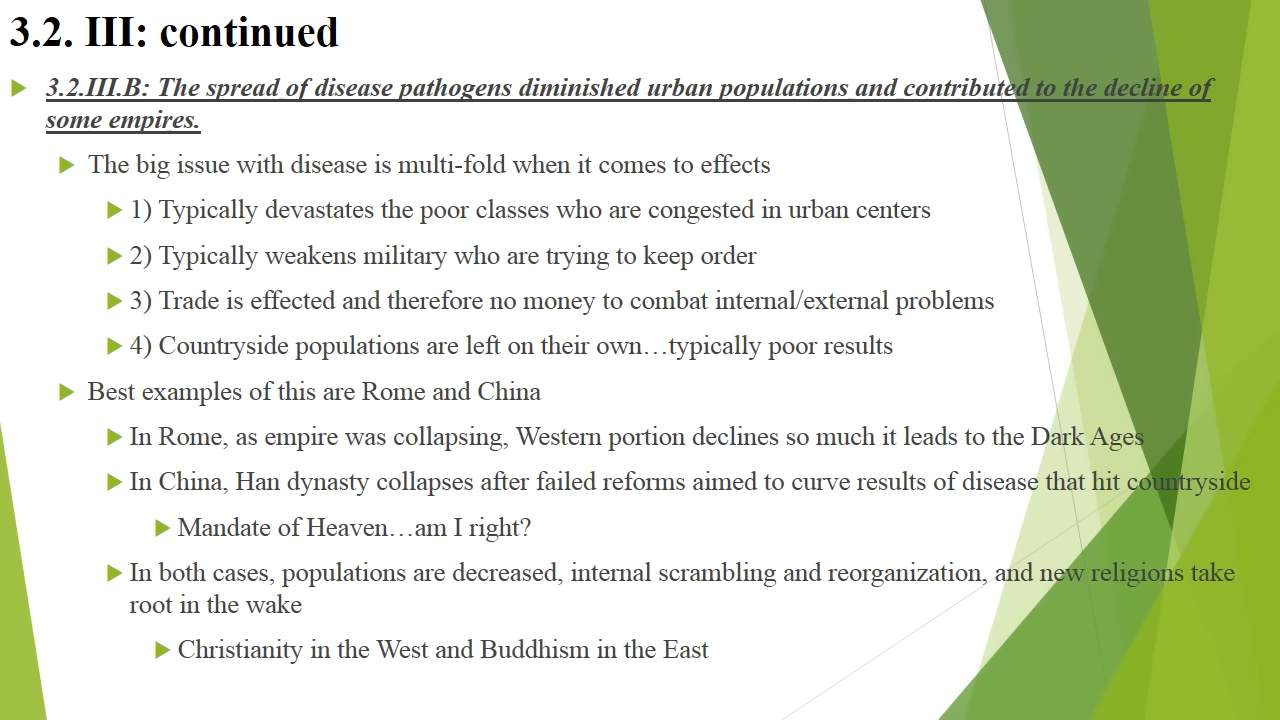 3.2. III: continued
3.2.III.B: The spread of disease pathogens diminished urban populations and contributed to the decline of
some empires.
The big issue with disease is multi-fold when it comes to effects
1) Typically devastates the poor classes who are congested in urban centers
2) Typically weakens military who are trying to keep order
3) Trade is effected and therefore no money to combat internal/external problems
4) Countryside populations are left on their own…typically poor results
Best examples of this are Rome and China
In Rome, as empire was collapsing, Western portion declines so much it leads to the Dark Ages
In China, Han dynasty collapses after failed reforms aimed to curve results of disease that hit countryside
Mandate of Heaven…am I right?
In both cases, populations are decreased, internal scrambling and reorganization, and new religions take
root in the wake
Christianity in the West and Buddhism in the East